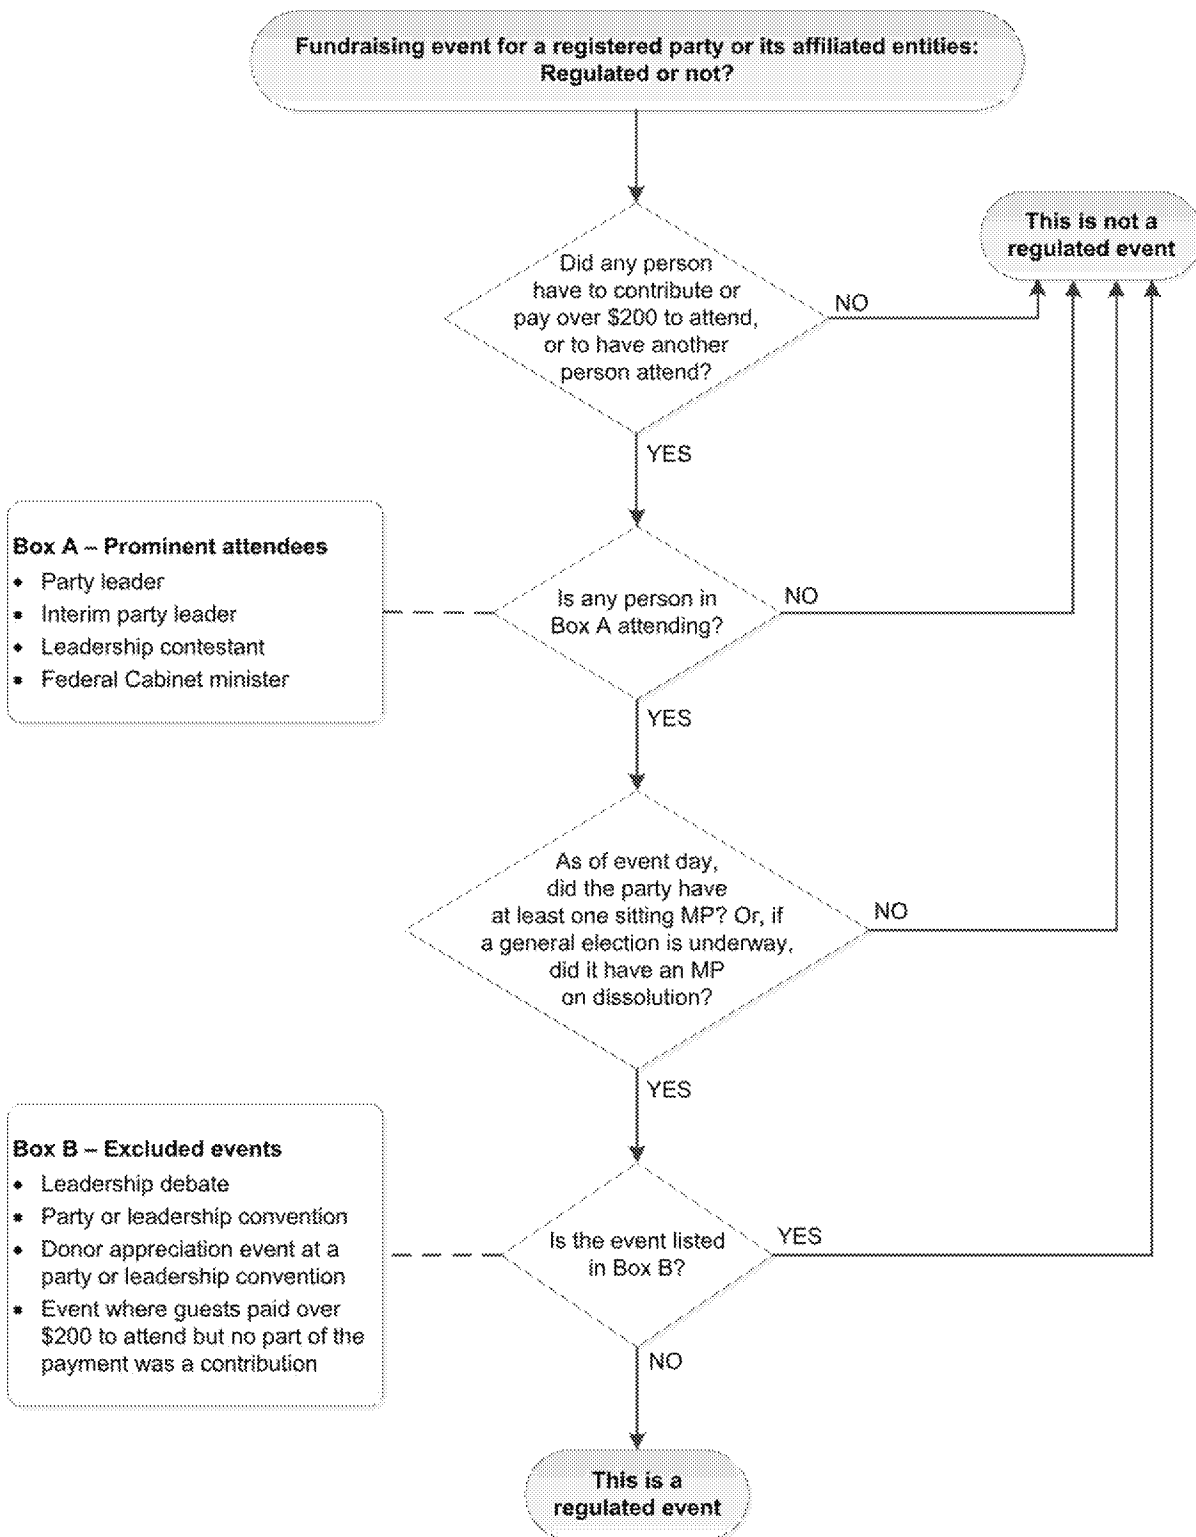 Fundraising event for a registered party or its affiliated entities:
Regulated or not?
This is not a
regulated event
Did any person
have to contribute or
pay over $200 to attend,
or to have another
person attend?
NO
YES
Box A – Prominent attendees
• Party leader
• Interim party leader
• Leadership contestant
• Federal Cabinet minister
Is any person in
Box A attending?
NO
YES
As of event day,
did the party have
at least one sitting MP? Or, if
a general election is underway,
did it have an MP
on dissolution?
NO
YES
Box B – Excluded events
• Leadership debate
• Party or leadership convention
• Donor appreciation event at a
party or leadership convention
• Event where guests paid over
$200 to attend but no part of the
payment was a contribution
Is the event listed
in Box B?
YES
NO
This is a
regulated event